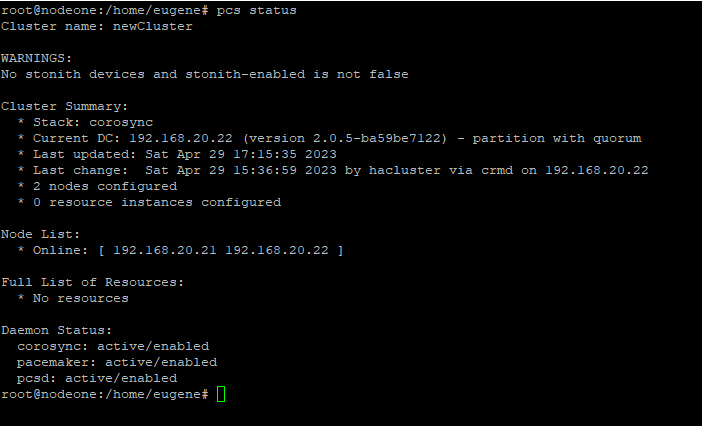 root@nodeone:/home/eugene# pcs status
Cluster name: newCluster

WARNINGS:
No stonith devices and stonith-enabled is not false

Cluster Summary:
  * Stack: corosync
  * Current DC: 192.168.20.22 (version 2.0.5-ba59be7122) - partition with quorum
  * Last updated: Sat Apr 29 17:15:35 2023
  * Last change:  Sat Apr 29 15:36:59 2023 by hacluster via crmd on 192.168.20.22
  * 2 nodes configured
  * 0 resource instances configured

Node List:
  * Online: [ 192.168.20.21 192.168.20.22 ]

Full List of Resources:
  * No resources

Daemon Status:
  corosync: active/enabled
  pacemaker: active/enabled
  pcsd: active/enabled
root@nodeone:/home/eugene#